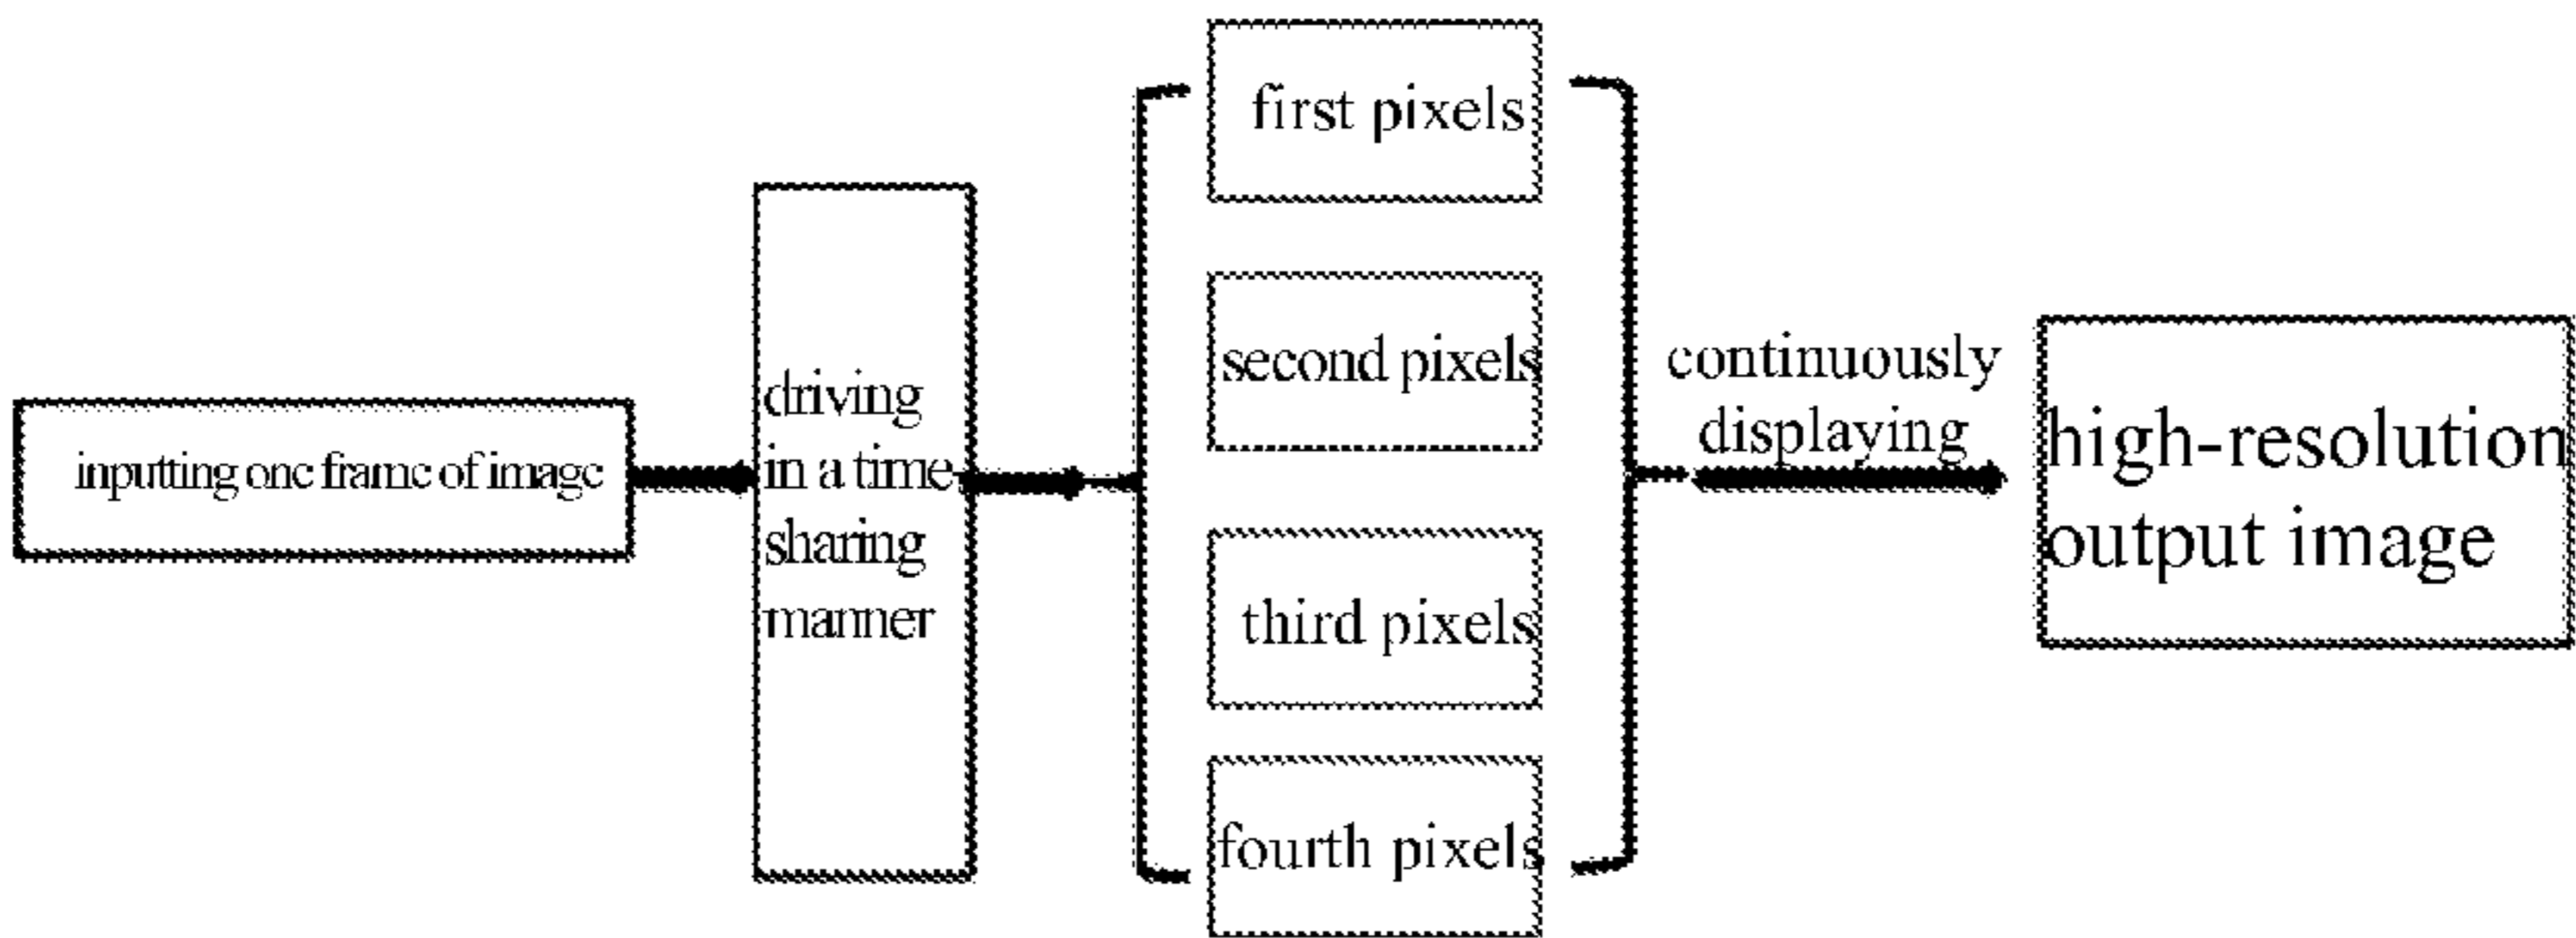 inputting one frame of image
driving
in a time
sharing
manner
first pixels
second pixels
third pixels
fourth pixels
continuously
displaying
high-resolution
output image